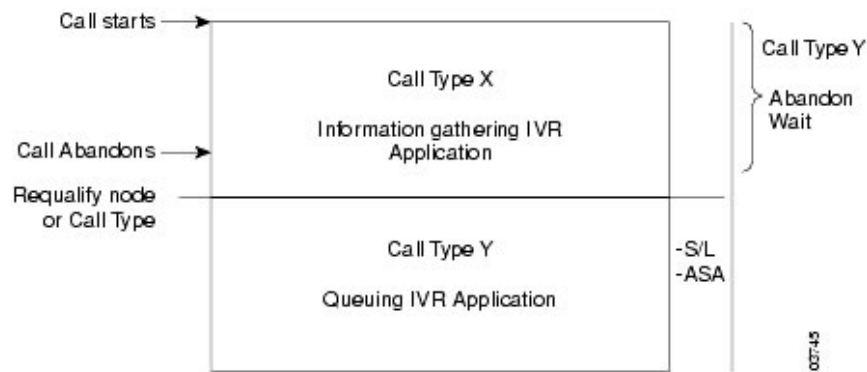 Call starts
Call Type X
Information gathering IVR
Application
Call Abandons
Requalify node
or Call Type
Call Type Y
Queuing IVR Application
-S/L
-ASA
Call Type Y
Abandon
Wait
63745